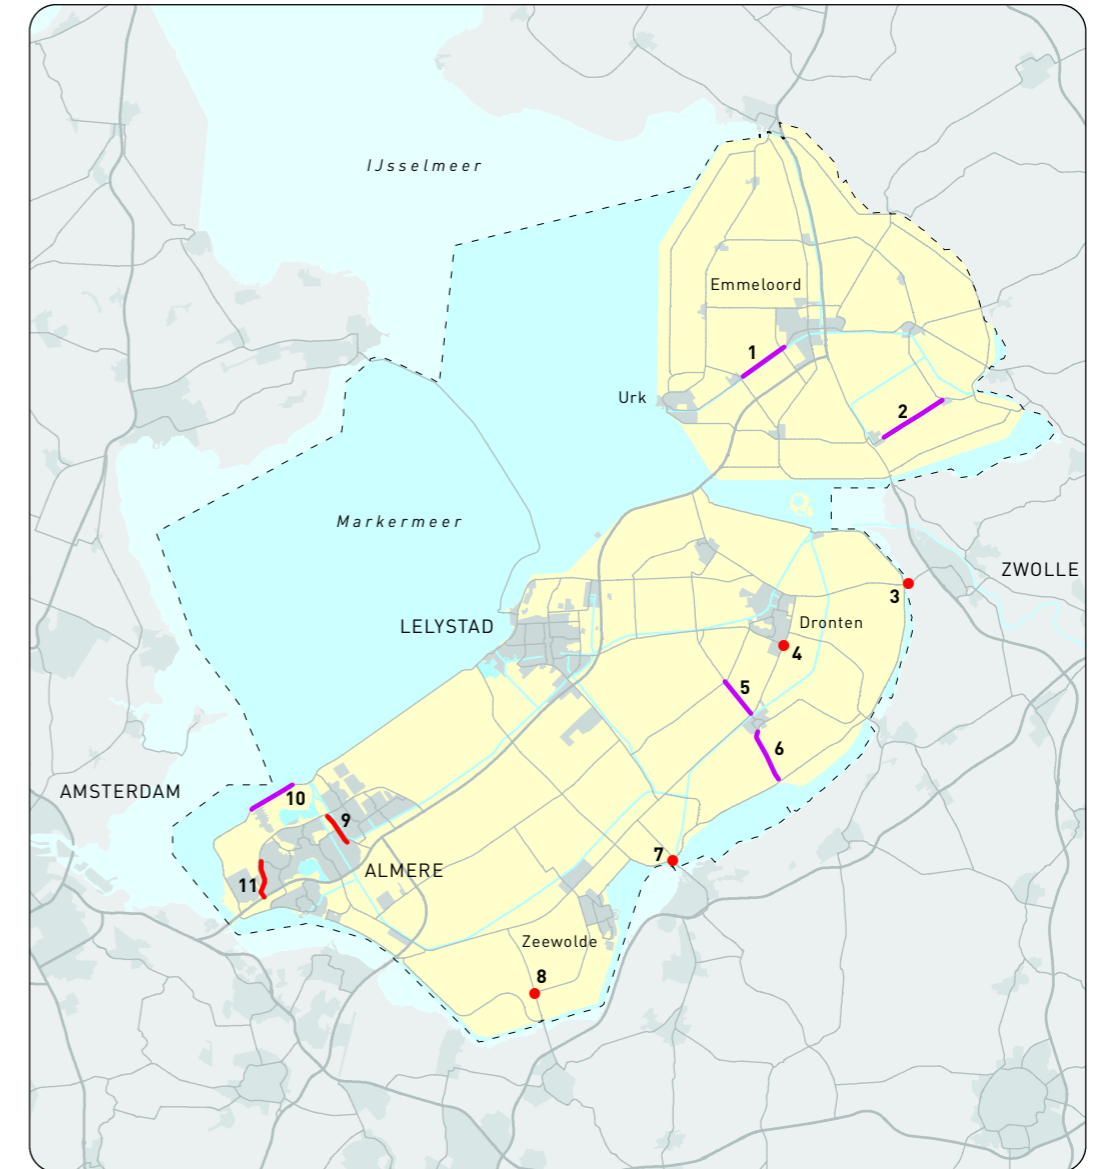 IJsselmeer
Emmeloord
1
Urk
2
Markermeer
ZWOLLE
3
LELYSTAD
Dronten
4
5
6
AMSTERDAM
10
9
7
ALMERE
11
Zeewolde
8